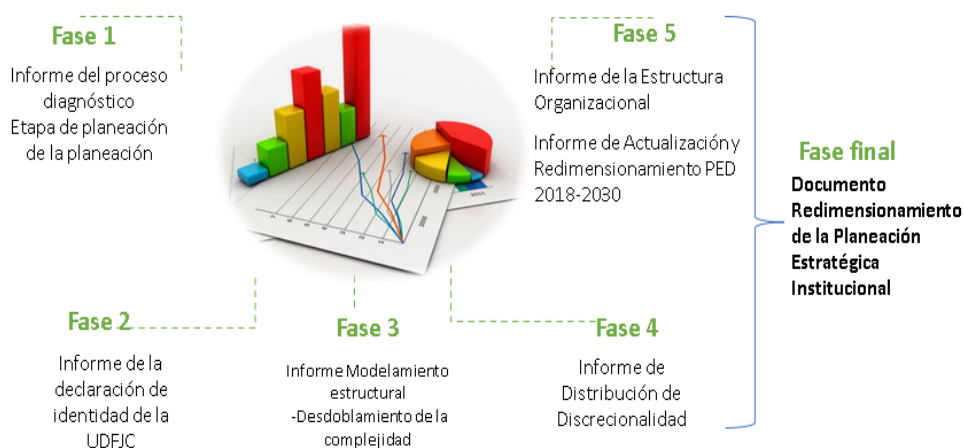 Fase 1
Informe del proceso
diagnóstico
Etapa de planeación
de la planeación
Fase 2
Informe de la
declaración de
identidad de la
UDFJC
Fase 3
Informe Modelamiento
estructural
-Desdoblamiento de la
complejidad
Fase 4
Informe de
Distribución de
Discrecionalidad
Fase 5
Informe de la Estructura
Organizacional
Informe de Actualización y
Redimensionamiento PED
2018-2030
Fase final
Documento
Redimensionamiento
de la Planeación
Estratégica
Institucional